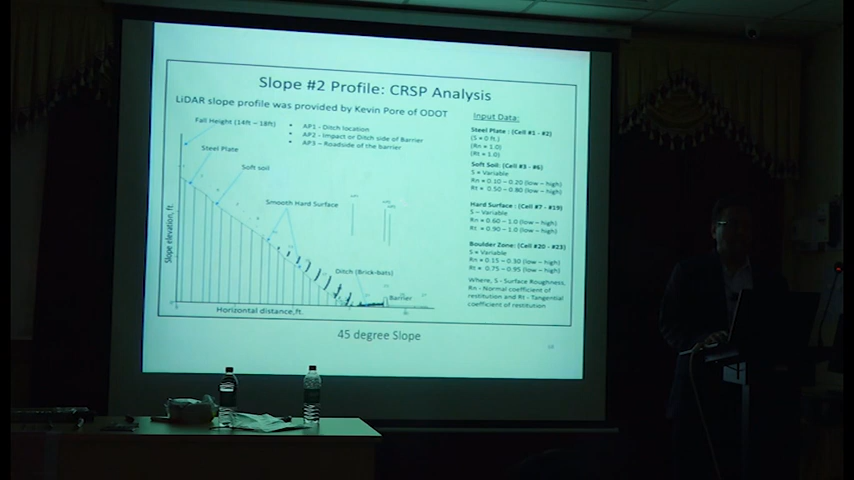 Slope #2 Profile: CRSP Analysis
LiDAR slope profile was provided by Kevin Pore of ODOT
Fall Height (14ft – 18ft)
• AP1 - Ditch location
• AP2 - Impact or Ditch side of Barrier
• AP3 – Roadside of the barrier
Steel Plate
Soft soil
Smooth Hard Surface
Ditch (Brick-bats)
Barrier
Slope elevation, ft.
Horizontal distance,ft.
Input Data:
Steel Plate : (Cell #1 - #2)
(S = 0 ft.)
(Rn = 1.0)
(Rt = 1.0)
Soft Soil: (Cell #3 - #6)
S = Variable
Rn = 0.10 – 0.20 (low – high)
Rt = 0.50 – 0.80 (low – high)
Hard Surface : (Cell #7 - #19)
S – Variable
Rn = 0.60 – 1.0 (low – high)
Rt = 0.90 – 1.0 (low – high)
Boulder Zone: (Cell #20 - #23)
S = Variable
Rn = 0.15 – 0.30 (low – high)
Rt = 0.75 – 0.95 (low – high)
Where, S - Surface Roughness,
Rn - Normal coefficient of
restitution and Rt - Tangential
coefficient of restitution
45 degree Slope